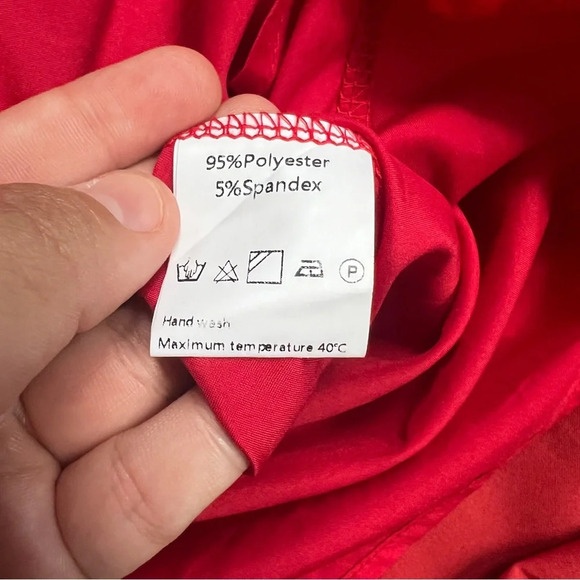 95%Polyester
5%Spandex
P
Hand wash
Maximum temperature 40°C